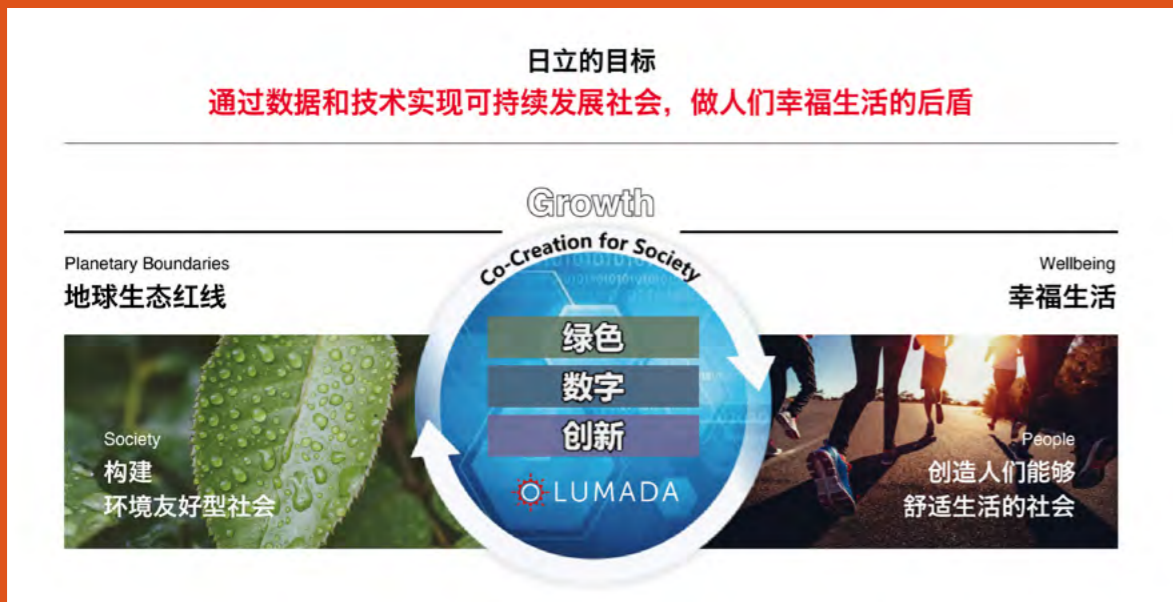 日立的目标
通过数据和技术实现可持续发展社会，做人们幸福生活的后盾
Growth
Co-Creation for Society
Planetary Boundaries
地球生态红线
Wellbeing
幸福生活
绿色
数字
创新
LUMADA
Society
构建
环境友好型社会
People
创造人们能够
舒适生活的社会